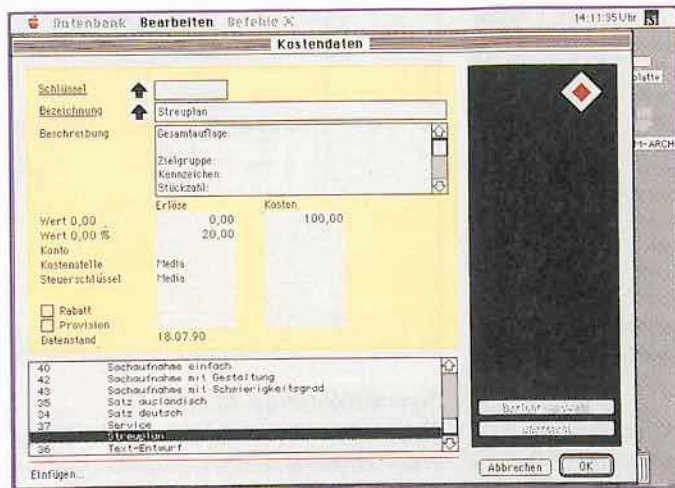 Datenbank Bearbeiten Befehle ⌘ 14:11:35 Uhr
Kostendaten
platte
M-ARCH
Schlüssel
Bezeichnung Streuplan
Beschreibung Gesamtauflage:
Zielgruppe:
Kennzeichen:
Stückzahl:
Erlöse Kosten
Wert 0,00 0,00 100,00
Wert 0,00 % 20,00
Konto
Kostenstelle Media
Steuerschlüssel Media
Rabatt
Provision
Datenstand 18.07.90
40 Sachaufnahme einfach
42 Sachaufnahme mit Gestaltung
43 Sachaufnahme mit Schwierigkeitsgrad
35 Satz ausländisch
34 Satz deutsch
37 Service
Streuplan
36 Text-Entwurf
Einfügen...
Abbrechen OK